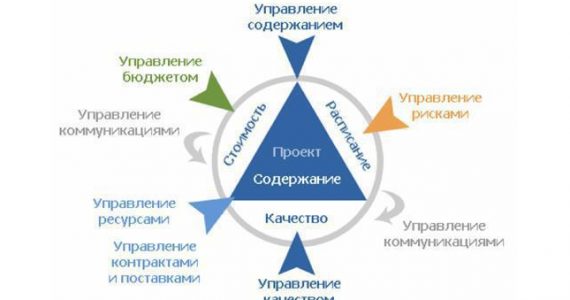 Управление
содержанием
Управление
бюджетом
Управление
рисками
Управление
коммуникациями
Стоимость
расписание
Проект
Содержание
Качество
Управление
ресурсами
Управление
контрактами
и поставками
Управление
коммуникациями
Управление
качеством